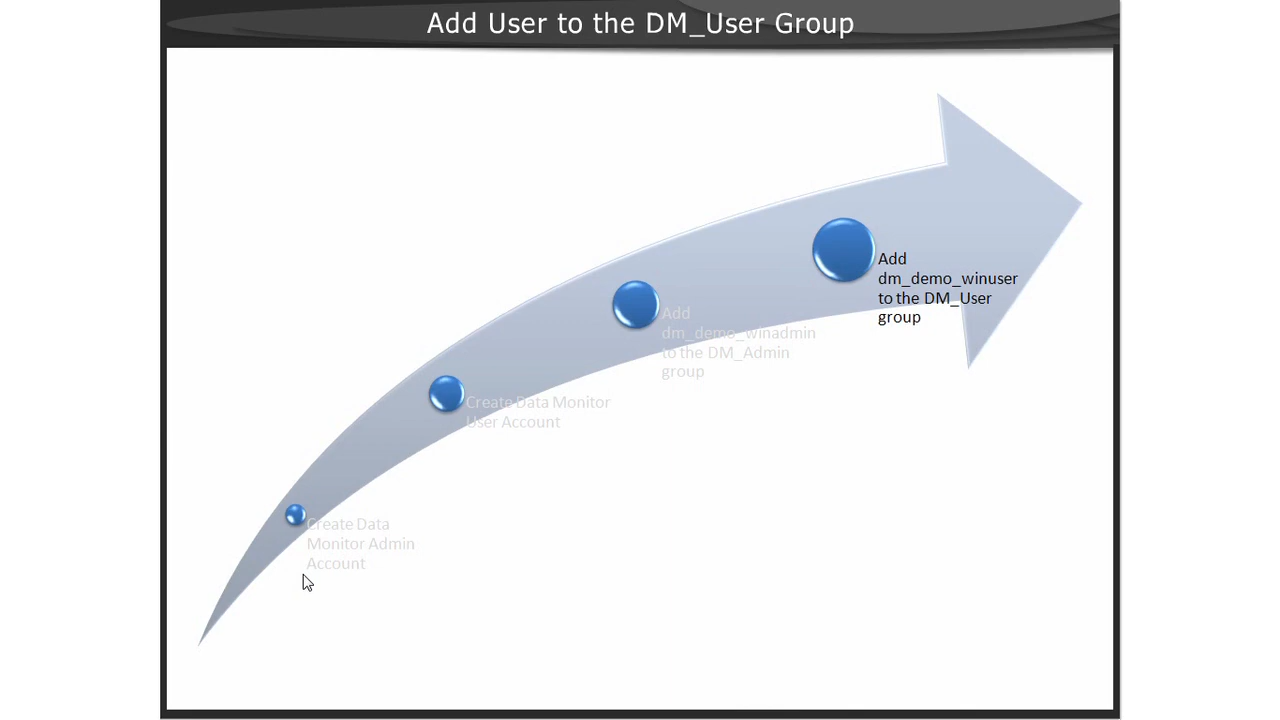 Add User to the DM_User Group
Add
dm_demo_winuser
to the DM_User
group
Add
dm_demo_winadmin
to the DM_Admin
group
Create Data Monitor
User Account
Create Data
Monitor Admin
Account